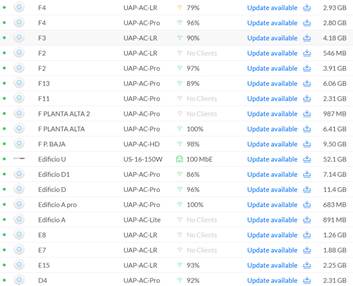 F4 UAP-AC-LR 79% Update available 2.93 GB
F4 UAP-AC-Pro 96% Update available 2.80 GB
F3 UAP-AC-LR 90% Update available 4.18 GB
F2 UAP-AC-LR No Clients Update available 546 MB
F2 UAP-AC-Pro 97% Update available 3.91 GB
F13 UAP-AC-Pro 89% Update available 6.06 GB
F11 UAP-AC-Pro No Clients Update available 2.31 GB
F PLANTA ALTA 2 UAP-AC-Pro No Clients Update available 987 MB
F PLANTA ALTA UAP-AC-Pro 100% Update available 6.41 GB
F P. BAJA UAP-AC-HD 98% Update available 9.50 GB
Edificio U US-16-150W 100 MbE Update available 52.1 GB
Edificio D1 UAP-AC-Pro 86% Update available 7.14 GB
Edificio D UAP-AC-Pro 96% Update available 11.4 GB
Edificio A pro UAP-AC-Pro 100% Update available 683 MB
Edificio A UAP-AC-Lite No Clients Update available 891 MB
E8 UAP-AC-LR No Clients Update available 1.26 GB
E7 UAP-AC-LR No Clients Update available 1.88 GB
E15 UAP-AC-LR 93% Update available 2.25 GB
D4 UAP-AC-Pro 92% Update available 2.31 GB